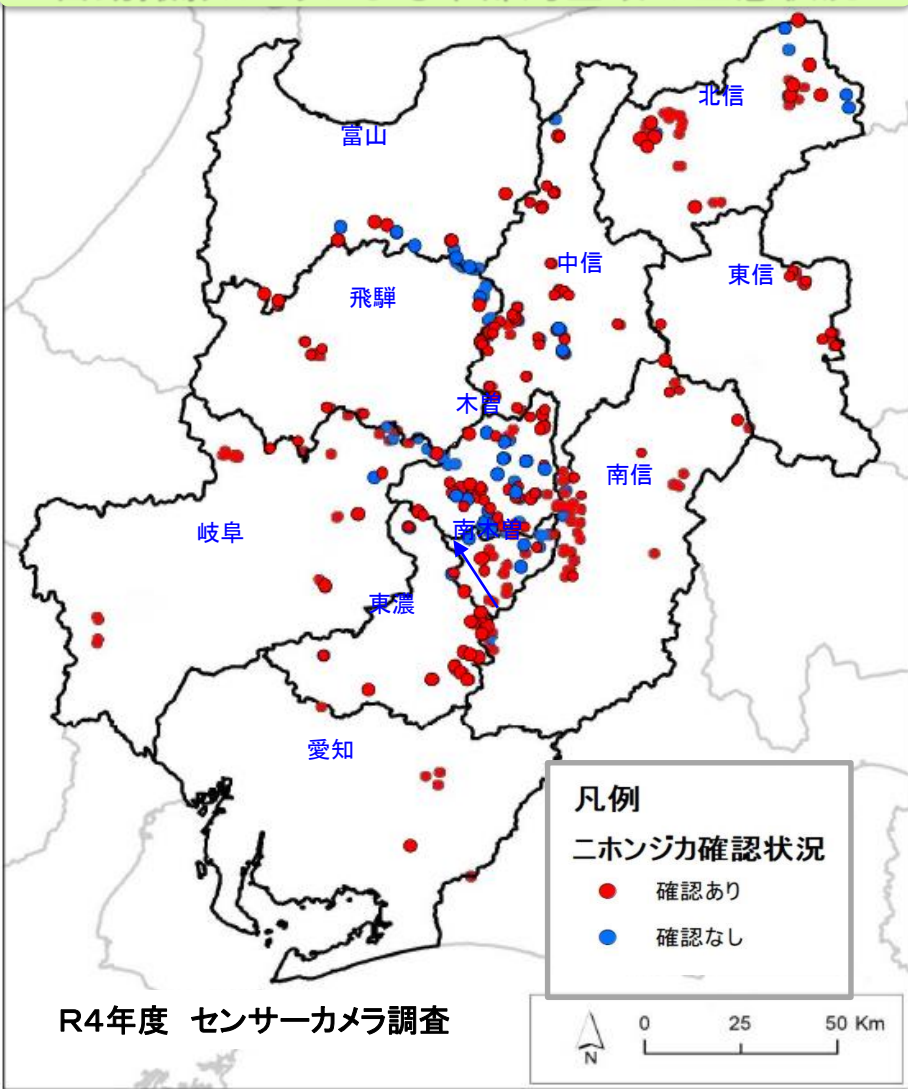 北信
富山
中信
東信
飛騨
木曽
南信
岐阜
南木曽
東濃
愛知
凡例
ニホンジカ確認状況
確認あり
確認なし
R4年度 センサーカメラ調査
0 25 50 Km
N